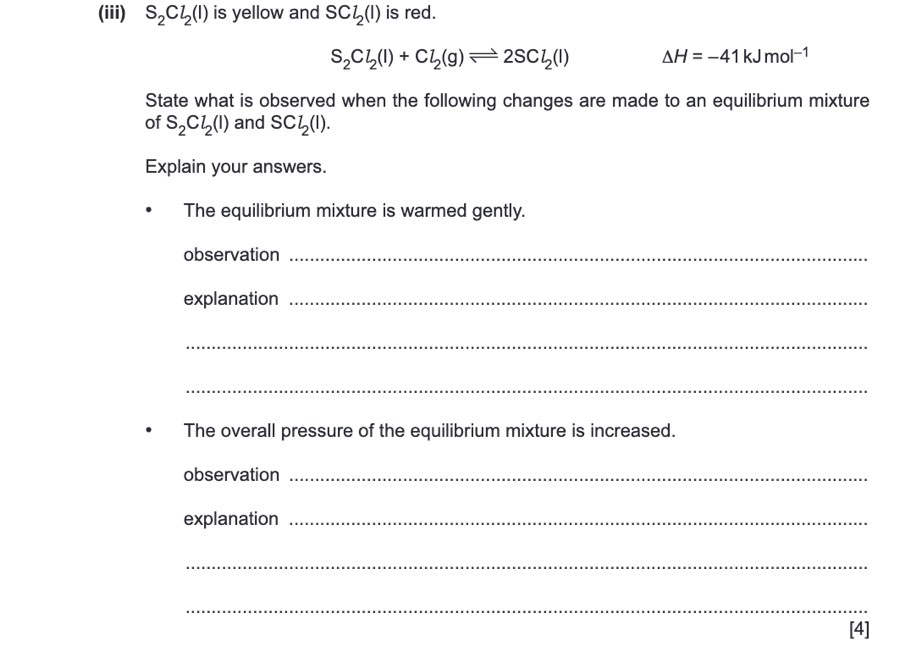 (iii) S₂Cl₂(l) is yellow and SCl₂(l) is red.
S₂Cl₂(l) + Cl₂(g) ⇌ 2SCl₂(l) ΔH = –41 kJ mol⁻¹
State what is observed when the following changes are made to an equilibrium mixture
of S₂Cl₂(l) and SCl₂(l).
Explain your answers.
• The equilibrium mixture is warmed gently.
observation ..............................
explanation ..............................
..............................
..............................
• The overall pressure of the equilibrium mixture is increased.
observation ..............................
explanation ..............................
..............................
..............................
[4]